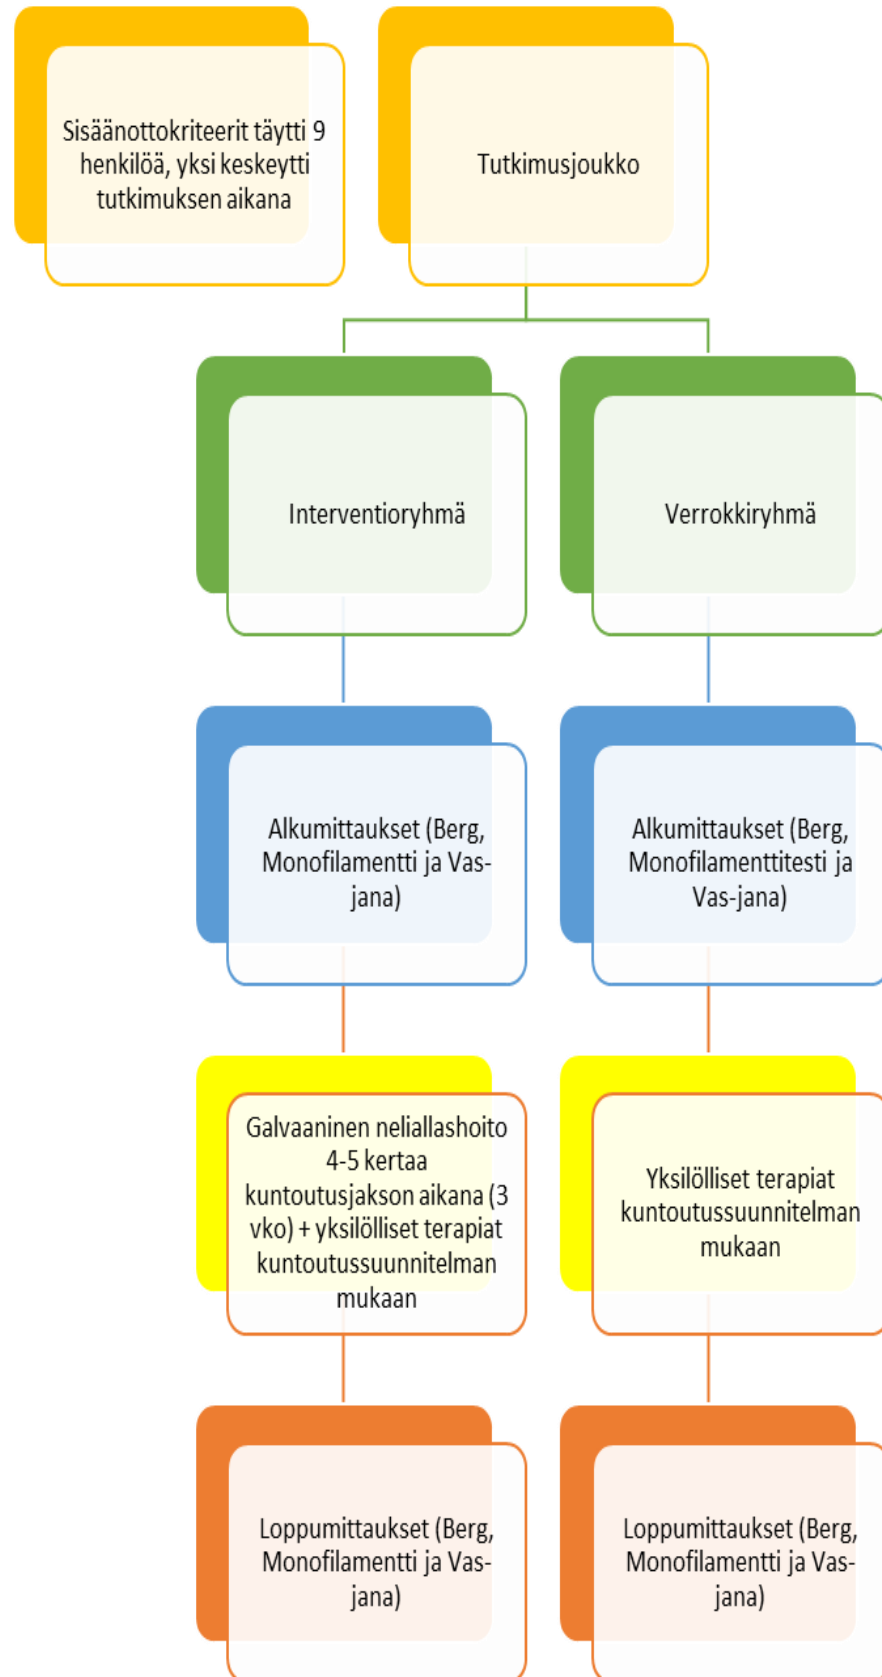 Sisäänottokriteerit täytti 9
henkilöä, yksi keskeytti
tutkimuksen aikana
Tutkimusjoukko
Interventioryhmä
Verrokkiryhmä
Alkumittaukset (Berg,
Monofilamentti ja Vas-
jana)
Alkumittaukset (Berg,
Monofilamenttitesti ja
Vas-jana)
Galvaaninen neliallashoito
4-5 kertaa
kuntoutusjakson aikana (3
vko) + yksilölliset terapiat
kuntoutussuunnitelman
mukaan
Yksilölliset terapiat
kuntoutussuunnitelman
mukaan
Loppumittaukset (Berg,
Monofilamentti ja Vas-
jana)
Loppumittaukset (Berg,
Monofilamentti ja Vas-
jana)